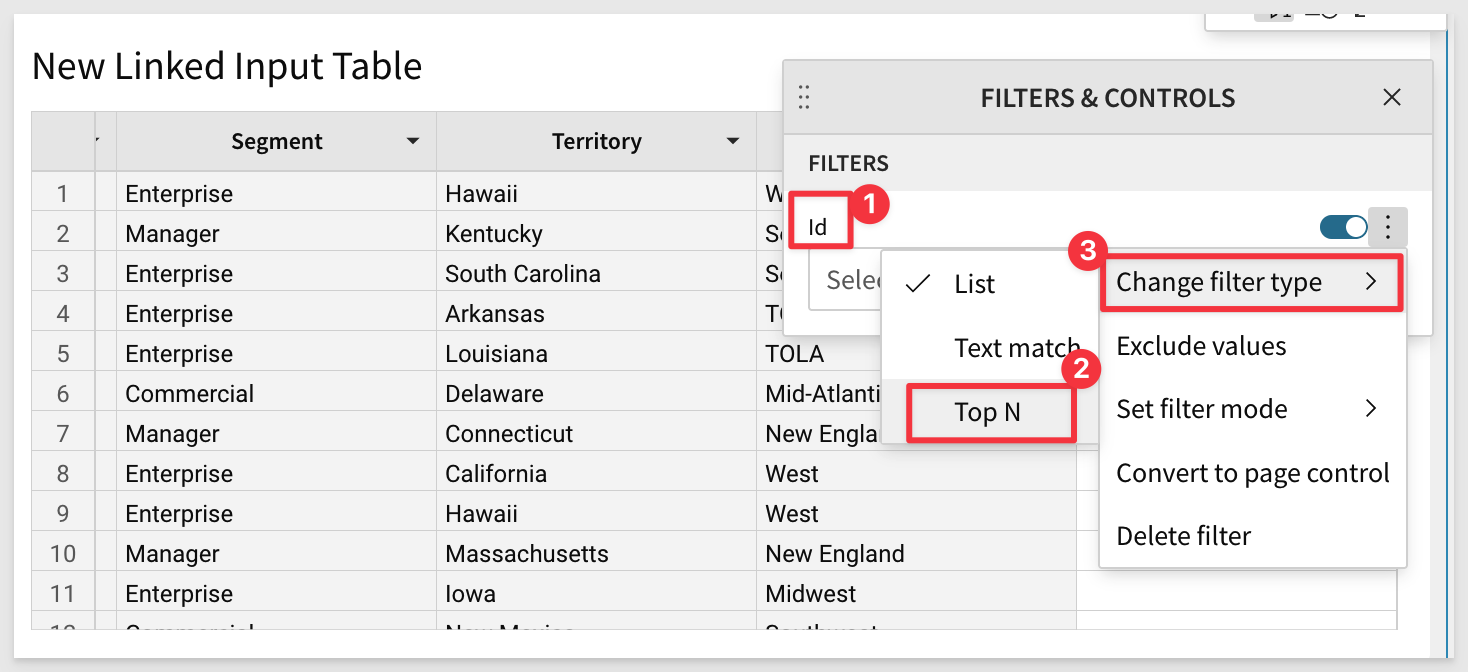 New Linked Input Table
FILTERS & CONTROLS
FILTERS
Id
1
Segment
Territory
1 Enterprise Hawaii
2 Manager Kentucky
3 Enterprise South Carolina
4 Enterprise Arkansas
5 Enterprise Louisiana TOLA
6 Commercial Delaware Mid-Atlanti
7 Manager Connecticut New Engla
8 Enterprise California West
9 Enterprise Hawaii West
10 Manager Massachusetts New England
11 Enterprise Iowa Midwest
Selec
List
Text match
2
Top N
3
Change filter type
Exclude values
Set filter mode
Convert to page control
Delete filter